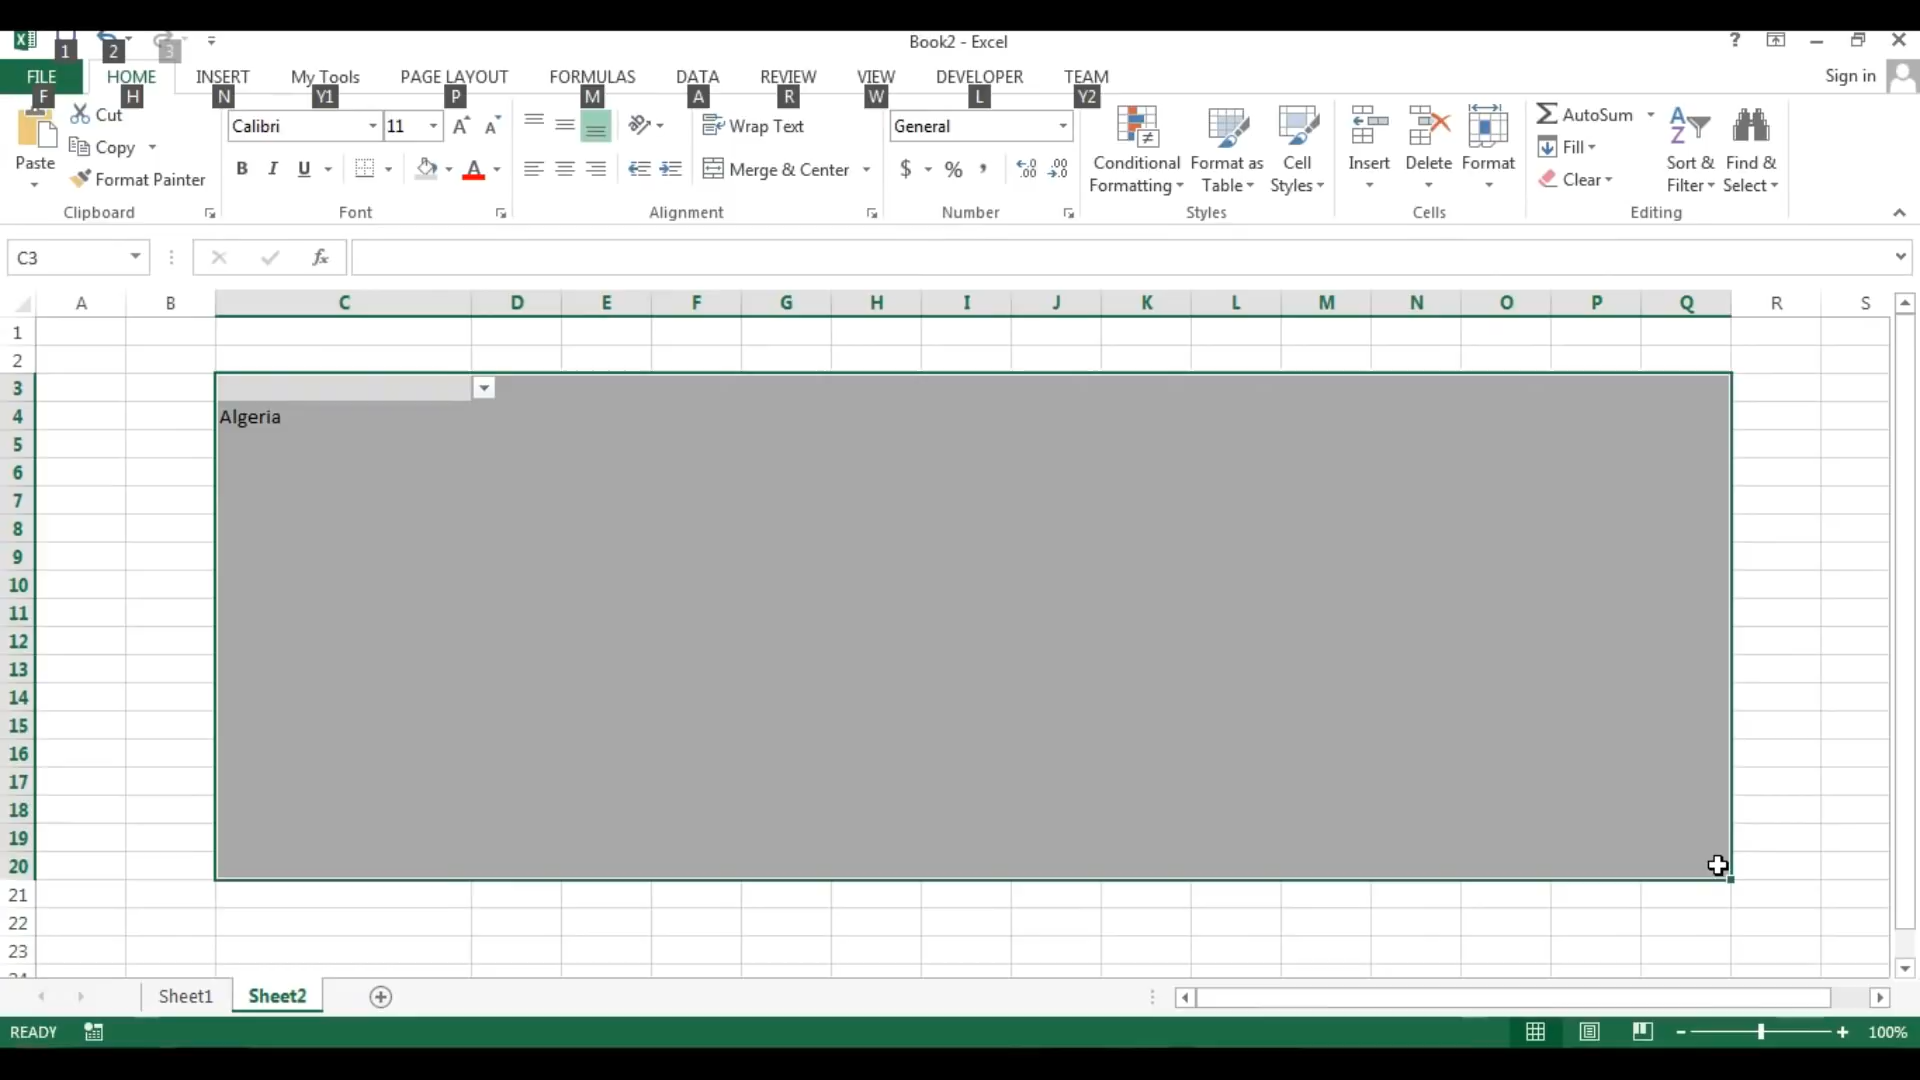 1 2 3
Book2 - Excel
?
FILE HOME INSERT My Tools PAGE LAYOUT FORMULAS DATA REVIEW VIEW DEVELOPER TEAM Sign in
F H N Y1 P M A R W L Y2
Paste
Cut
Copy
Format Painter
Clipboard
Calibri 11
B I U
Font
Wrap Text
Merge & Center
Alignment
General
$ %
Number
Conditional Formatting
Format as Table
Cell Styles
Styles
Insert Delete Format
Cells
AutoSum
Fill
Clear
Sort & Filter
Find & Select
Editing
C3
fx
A B C D E F G H I J K L M N O P Q R S
1
2
3
4 Algeria
5
6
7
8
9
10
11
12
13
14
15
16
17
18
19
20
21
22
23
Sheet1 Sheet2
READY
100%